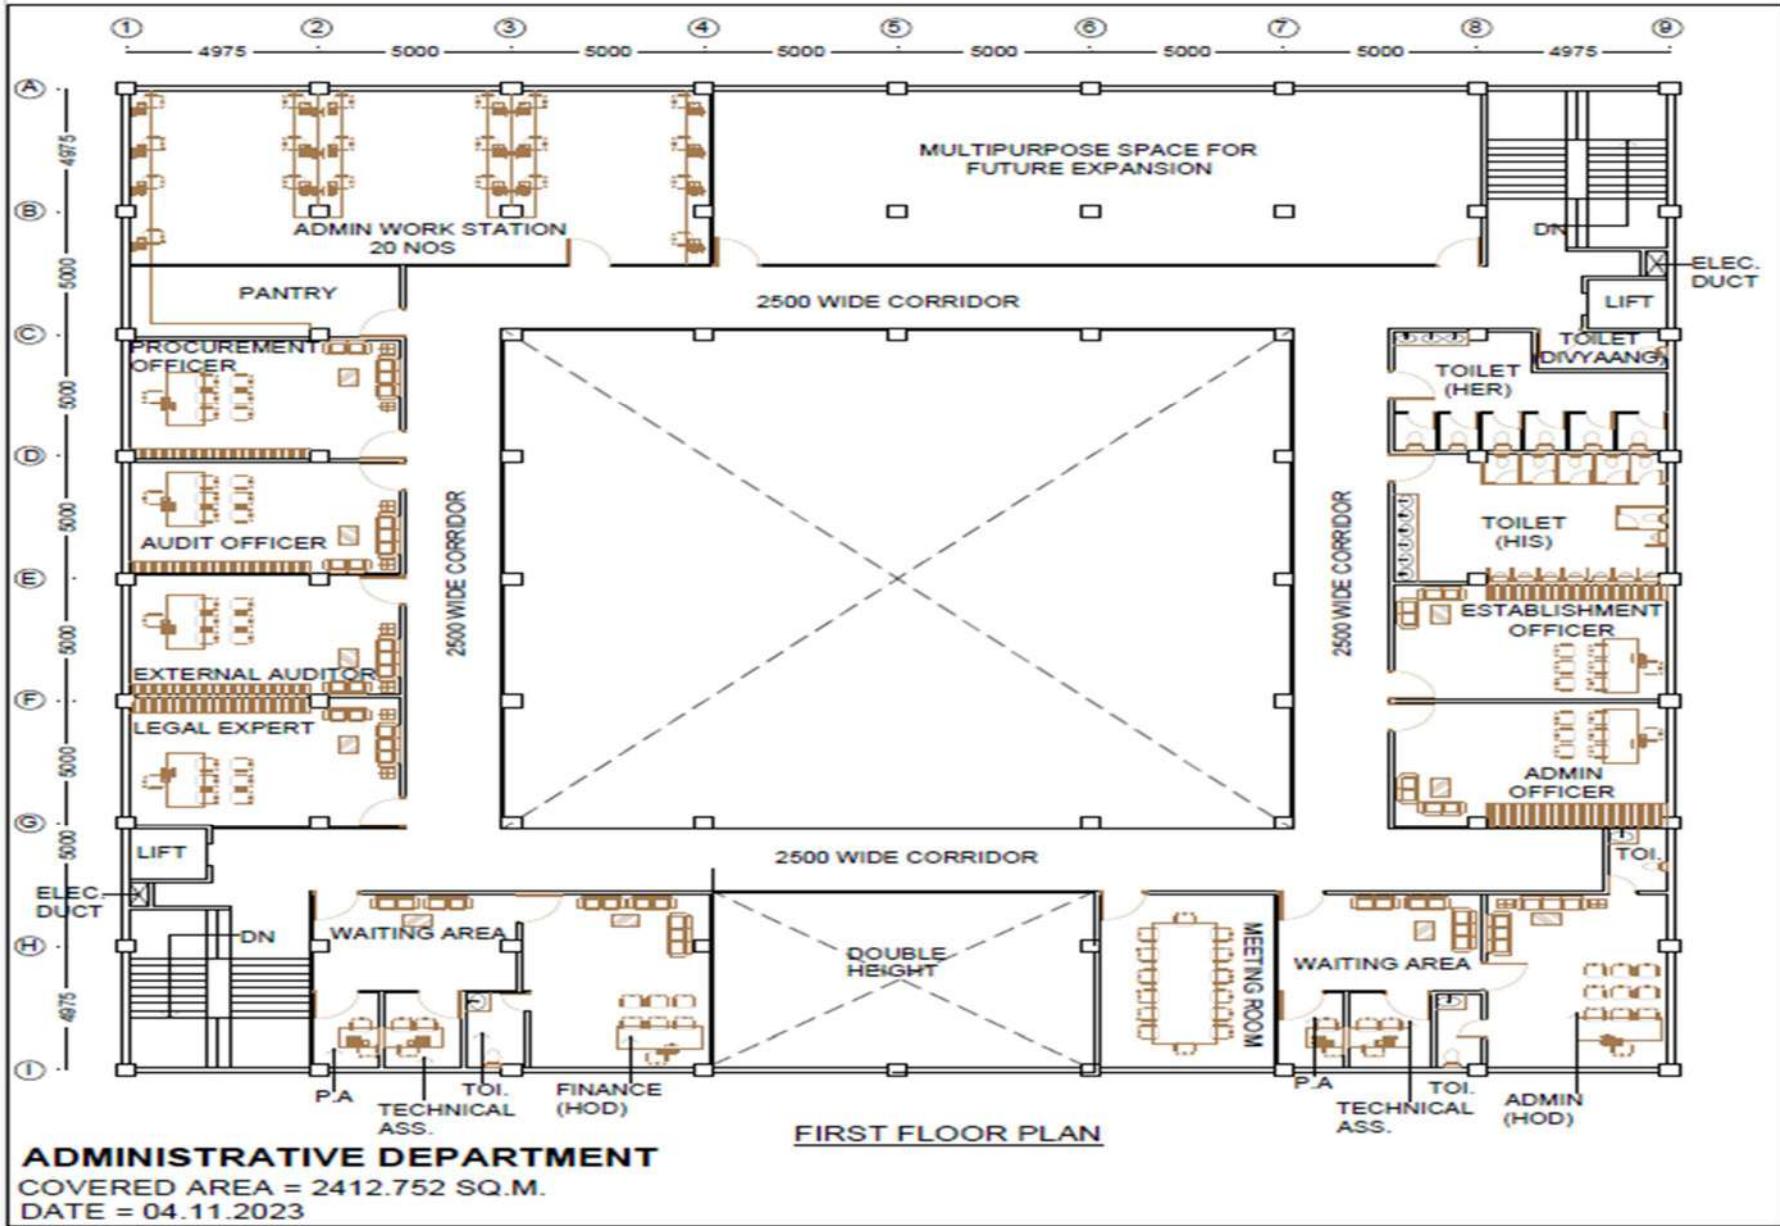 1 2 3 4 5 6 7 8 9
4975 5000 5000 5000 5000 5000 5000 4975
A
4975
B
5000
C
5000
D
5000
E
5000
F
5000
G
5000
H
4975
I
MULTIPURPOSE SPACE FOR
FUTURE EXPANSION
ADMIN WORK STATION
20 NOS
DN
ELEC.
DUCT
LIFT
PANTRY
2500 WIDE CORRIDOR
PROCUREMENT
OFFICER
TOILET
(DIVYAANG)
TOILET
(HER)
AUDIT OFFICER
2500 WIDE CORRIDOR
2500 WIDE CORRIDOR
TOILET
(HIS)
EXTERNAL AUDITOR
ESTABLISHMENT
OFFICER
LEGAL EXPERT
ADMIN
OFFICER
LIFT
2500 WIDE CORRIDOR
TOI.
ELEC.
DUCT
DN
WAITING AREA
DOUBLE
HEIGHT
MEETING ROOM
WAITING AREA
P.A
TECHNICAL
ASS.
TOI.
FINANCE
(HOD)
P.A
TECHNICAL
ASS.
TOI.
ADMIN
(HOD)
FIRST FLOOR PLAN
ADMINISTRATIVE DEPARTMENT
COVERED AREA = 2412.752 SQ.M.
DATE = 04.11.2023